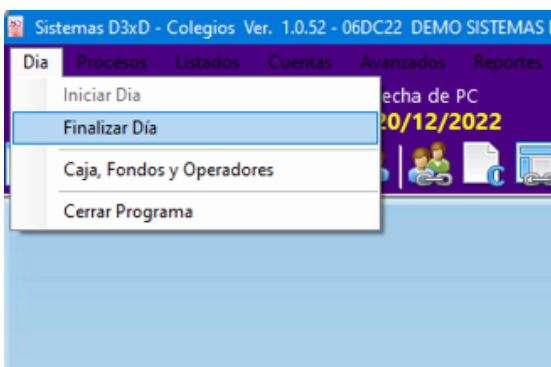 Sistemas D3xD - Colegios Ver. 1.0.52 - 06DC22 DEMO SISTEMAS
Dia Procesos Listados Cuentas Avanzados Reportes
Iniciar Dia
echa de PC
Finalizar Día
20/12/2022
Caja, Fondos y Operadores
Cerrar Programa